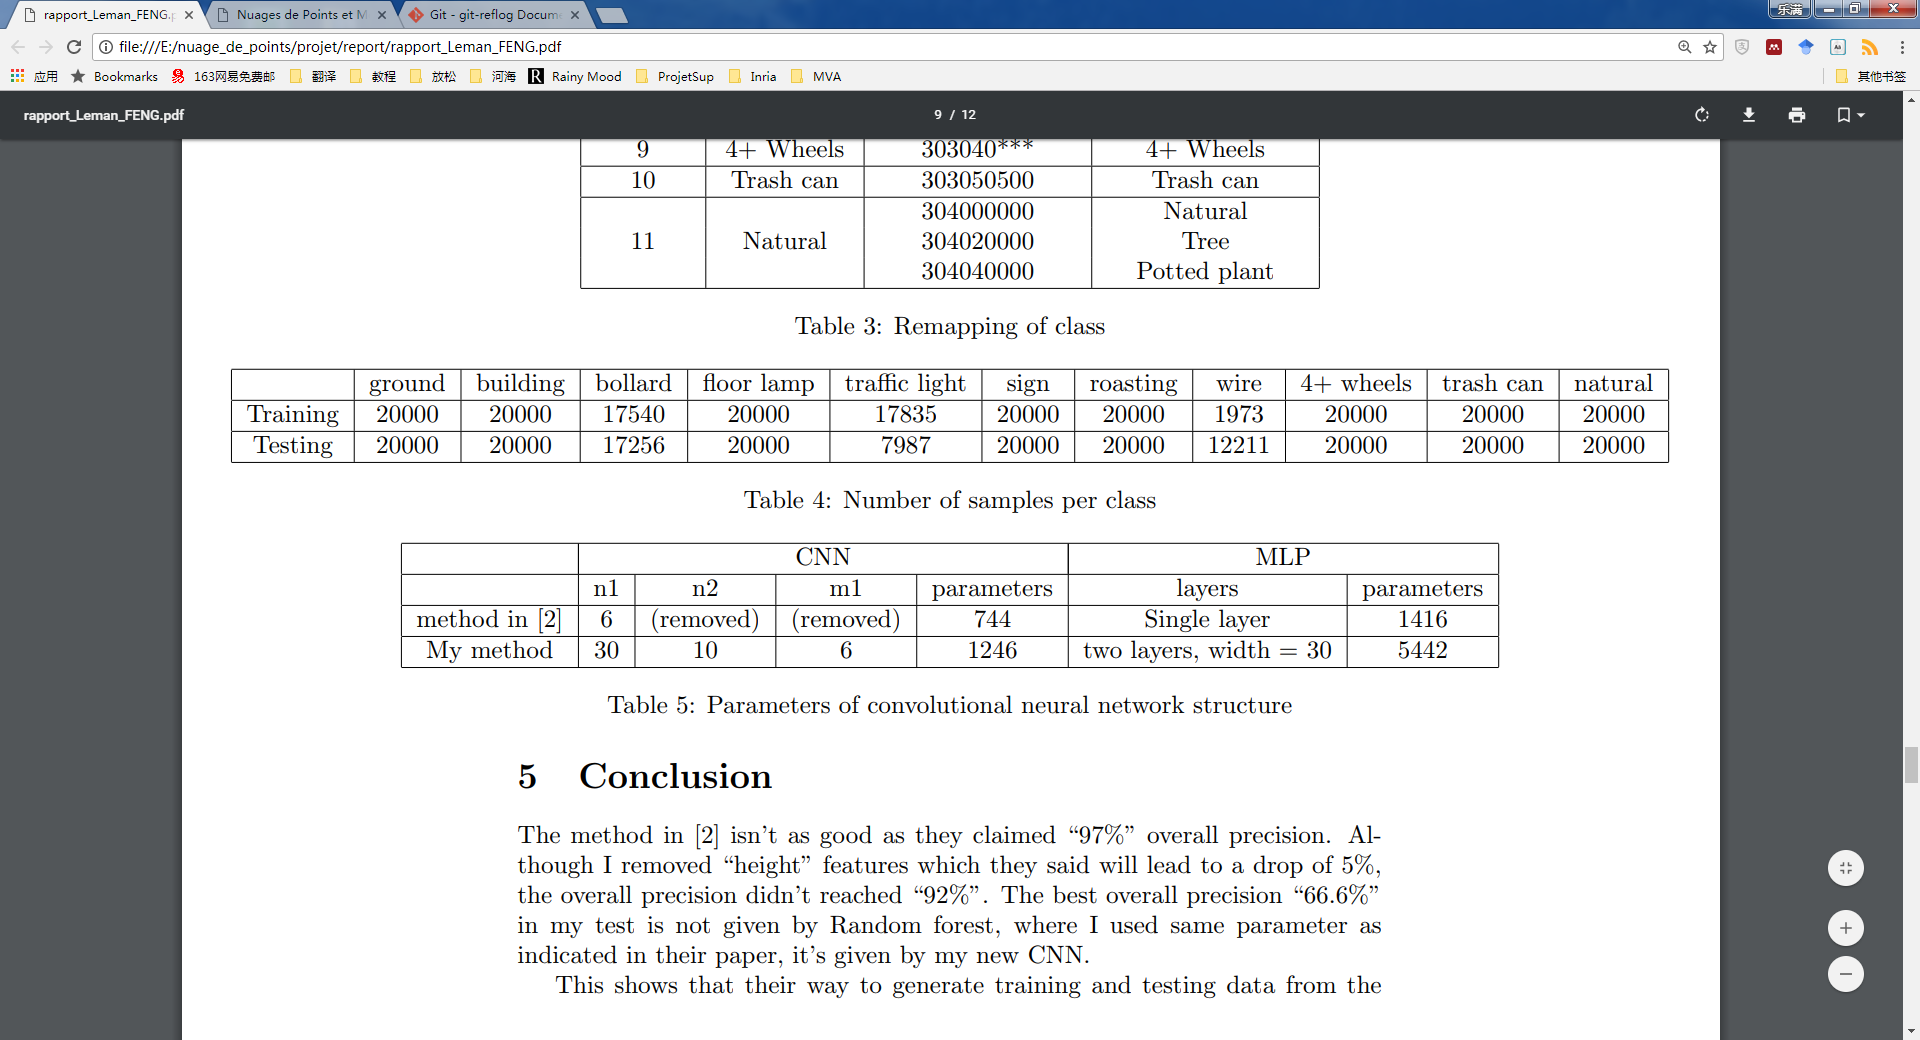 rapport_Leman_FENG.p
Nuages de Points et M
Git - git-reflog Docume
乐满
file:///E:/nuage_de_points/projet/report/rapport_Leman_FENG.pdf
应用 Bookmarks 163网易免费邮 翻译 教程 放松 河海 R Rainy Mood ProjetSup Inria MVA 其他书签
rapport_Leman_FENG.pdf 9 / 12
9 4+ Wheels 303040*** 4+ Wheels
10 Trash can 303050500 Trash can
304000000 Natural
11 Natural 304020000 Tree
304040000 Potted plant
Table 3: Remapping of class
ground building bollard floor lamp traffic light sign roasting wire 4+ wheels trash can natural
Training 20000 20000 17540 20000 17835 20000 20000 1973 20000 20000 20000
Testing 20000 20000 17256 20000 7987 20000 20000 12211 20000 20000 20000
Table 4: Number of samples per class
CNN MLP
n1 n2 m1 parameters layers parameters
method in [2] 6 (removed) (removed) 744 Single layer 1416
My method 30 10 6 1246 two layers, width = 30 5442
Table 5: Parameters of convolutional neural network structure
5 Conclusion
The method in [2] isn't as good as they claimed “97%” overall precision. Al-
though I removed “height” features which they said will lead to a drop of 5%,
the overall precision didn't reached “92%”. The best overall precision “66.6%”
in my test is not given by Random forest, where I used same parameter as
indicated in their paper, it's given by my new CNN.
This shows that their way to generate training and testing data from the